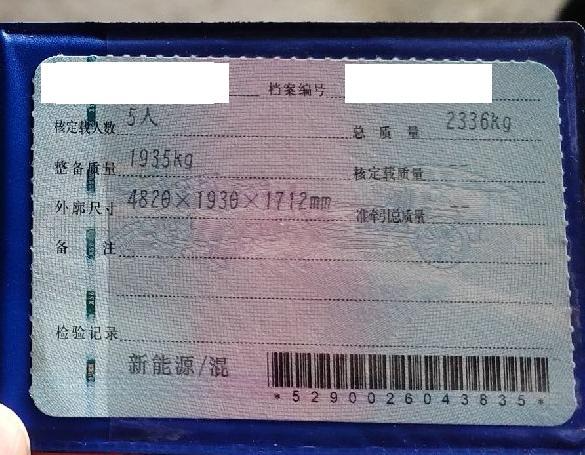 档案编号
核定载人数 5人 总质量 2336kg
整备质量 1935kg 核定载质量 --
外廓尺寸 4820×1930×1712mm 准牵引总质量 --
备注
检验记录
新能源/混
*5290026043835*